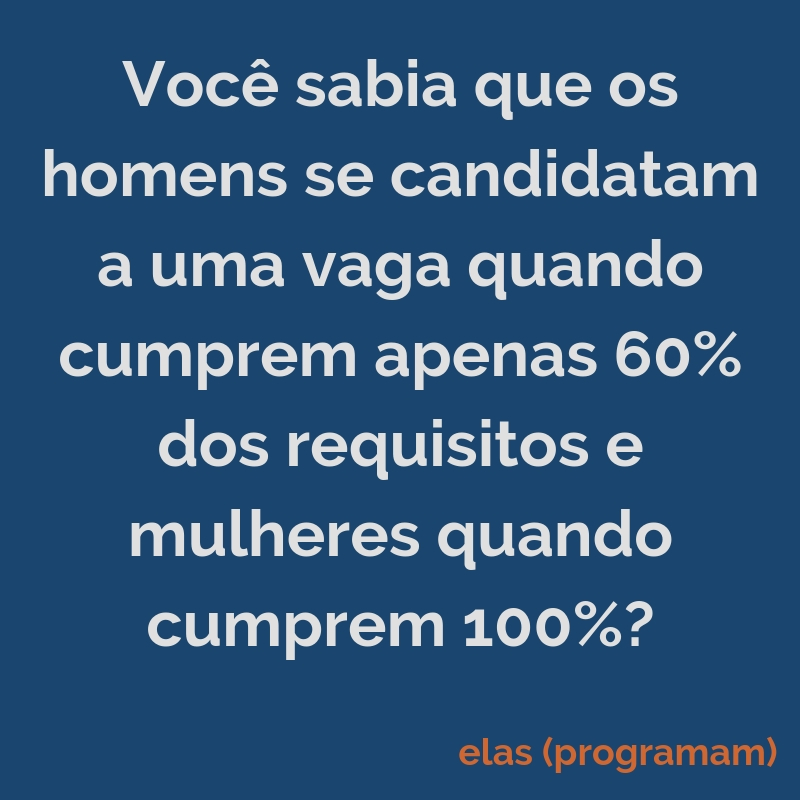 Você sabia que os
homens se candidatam
a uma vaga quando
cumprem apenas 60%
dos requisitos e
mulheres quando
cumprem 100%?
elas (programam)